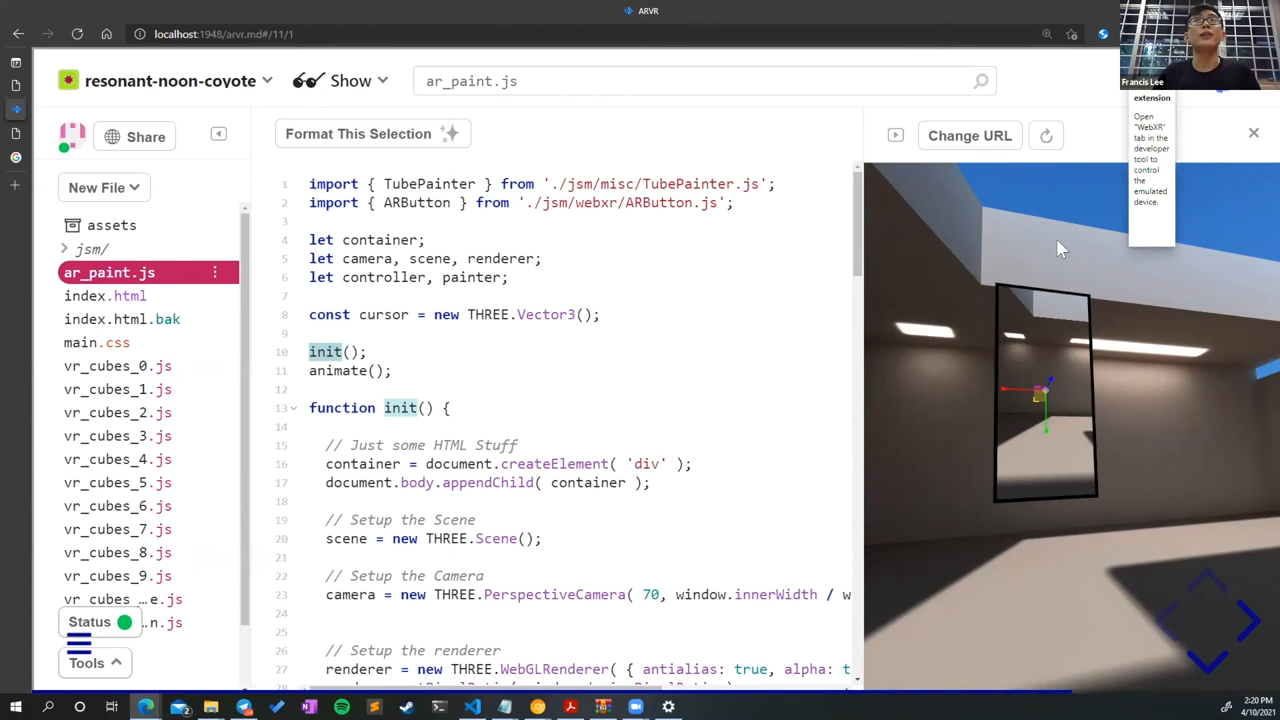 ARVR
localhost:1948/arvr.md#/11/1
Francis Lee
resonant-noon-coyote
Show
ar_paint.js
extension
Open
"WebXR"
tab in the
developer
tool to
control
the
emulated
device.
Share
Format This Selection
Change URL
New File
assets
jsm/
ar_paint.js
index.html
index.html.bak
main.css
vr_cubes_0.js
vr_cubes_1.js
vr_cubes_2.js
vr_cubes_3.js
vr_cubes_4.js
vr_cubes_5.js
vr_cubes_6.js
vr_cubes_7.js
vr_cubes_8.js
vr_cubes_9.js
vr_cubes_…e.js
…n.js
Status
Tools
1 import { TubePainter } from './jsm/misc/TubePainter.js';
2 import { ARButton } from './jsm/webxr/ARButton.js';
3
4 let container;
5 let camera, scene, renderer;
6 let controller, painter;
7
8 const cursor = new THREE.Vector3();
9
10 init();
11 animate();
12
13 function init() {
14
15 // Just some HTML Stuff
16 container = document.createElement( 'div' );
17 document.body.appendChild( container );
18
19 // Setup the Scene
20 scene = new THREE.Scene();
21
22 // Setup the Camera
23 camera = new THREE.PerspectiveCamera( 70, window.innerWidth / w
24
25
26 // Setup the renderer
27 renderer = new THREE.WebGLRenderer( { antialias: true, alpha: t
28
2:20 PM
4/10/2021